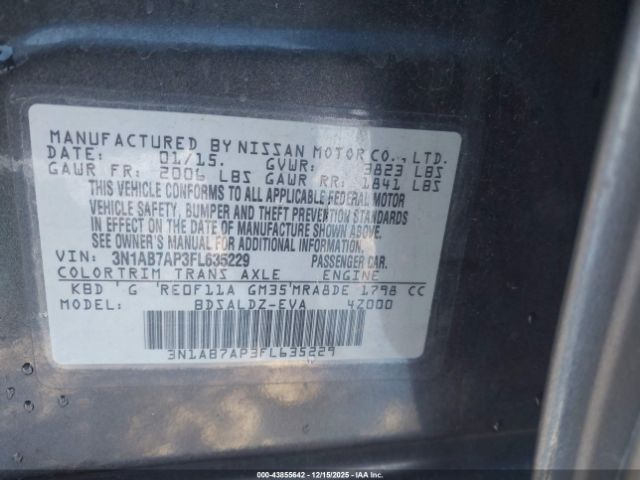 MANUFACTURED BY NISSAN MOTOR CO., LTD.
DATE: 01/15. GVWR: 3823 LBS
GAWR FR: 2006 LBS GAWR RR: 1841 LBS
THIS VEHICLE CONFORMS TO ALL APPLICABLE FEDERAL MOTOR
VEHICLE SAFETY, BUMPER AND THEFT PREVENTION STANDARDS
IN EFFECT ON THE DATE OF MANUFACTURE SHOWN ABOVE.
SEE OWNER'S MANUAL FOR ADDITIONAL INFORMATION.
VIN: 3N1AB7AP3FL635229 PASSENGER CAR.
COLOR TRIM TRANS AXLE ENGINE
KBD 'G 'RE0F11A GM35'MRA8DE 1798 CC
MODEL: BDSALDZ-EVA 4Z000
3N1AB7AP3FL635229
000-43855642 - 12/15/2025 - IAA Inc.